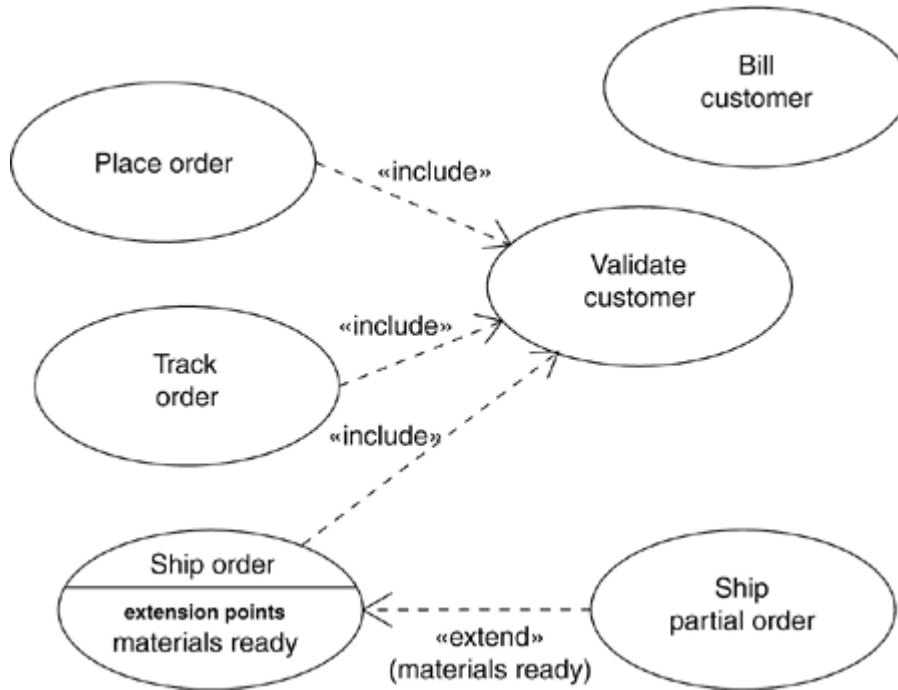 Bill
customer
Place order
«include»
Validate
customer
«include»
Track
order
«include»
Ship order
extension points
materials ready
«extend»
(materials ready)
Ship
partial order